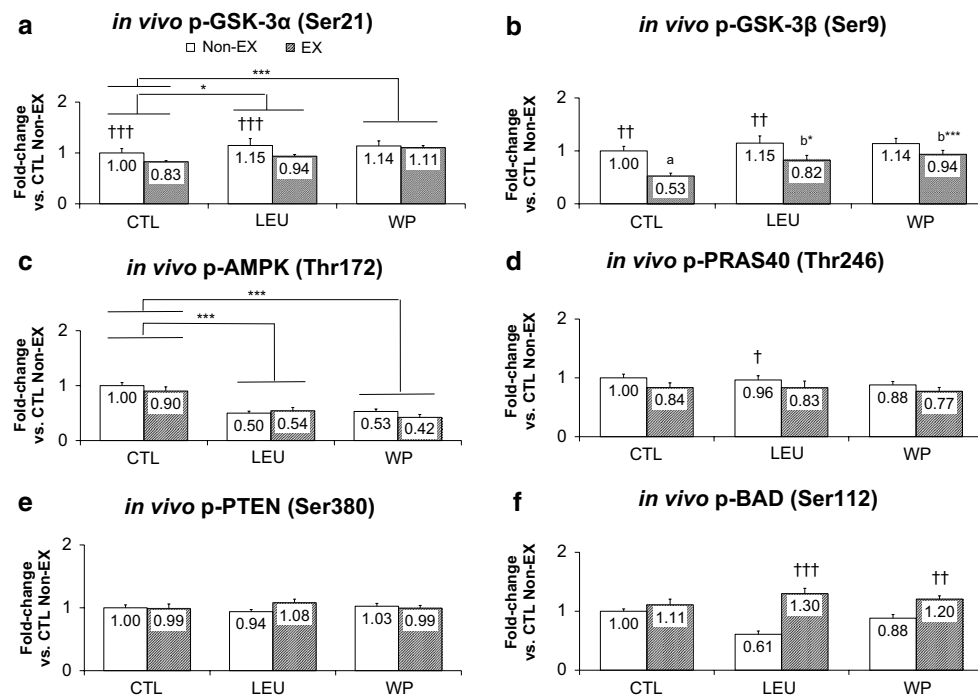 a
in vivo p-GSK-3α (Ser21)
Non-EX
EX
Fold-change
vs. CTL Non-EX
2
1
0
***
*
†††
†††
1.00
0.83
1.15
0.94
1.14
1.11
CTL
LEU
WP
b
in vivo p-GSK-3β (Ser9)
Fold-change
vs. CTL Non-EX
2
1
0
††
††
a
b*
b***
1.00
0.53
1.15
0.82
1.14
0.94
CTL
LEU
WP
c
in vivo p-AMPK (Thr172)
Fold-change
vs. CTL Non-EX
2
1
0
***
***
1.00
0.90
0.50
0.54
0.53
0.42
CTL
LEU
WP
d
in vivo p-PRAS40 (Thr246)
Fold-change
vs. CTL Non-EX
2
1
0
†
1.00
0.84
0.96
0.83
0.88
0.77
CTL
LEU
WP
e
in vivo p-PTEN (Ser380)
Fold-change
vs. CTL Non-EX
2
1
0
1.00
0.99
0.94
1.08
1.03
0.99
CTL
LEU
WP
f
in vivo p-BAD (Ser112)
Fold-change
vs. CTL Non-EX
2
1
0
†††
††
1.00
1.11
0.61
1.30
0.88
1.20
CTL
LEU
WP